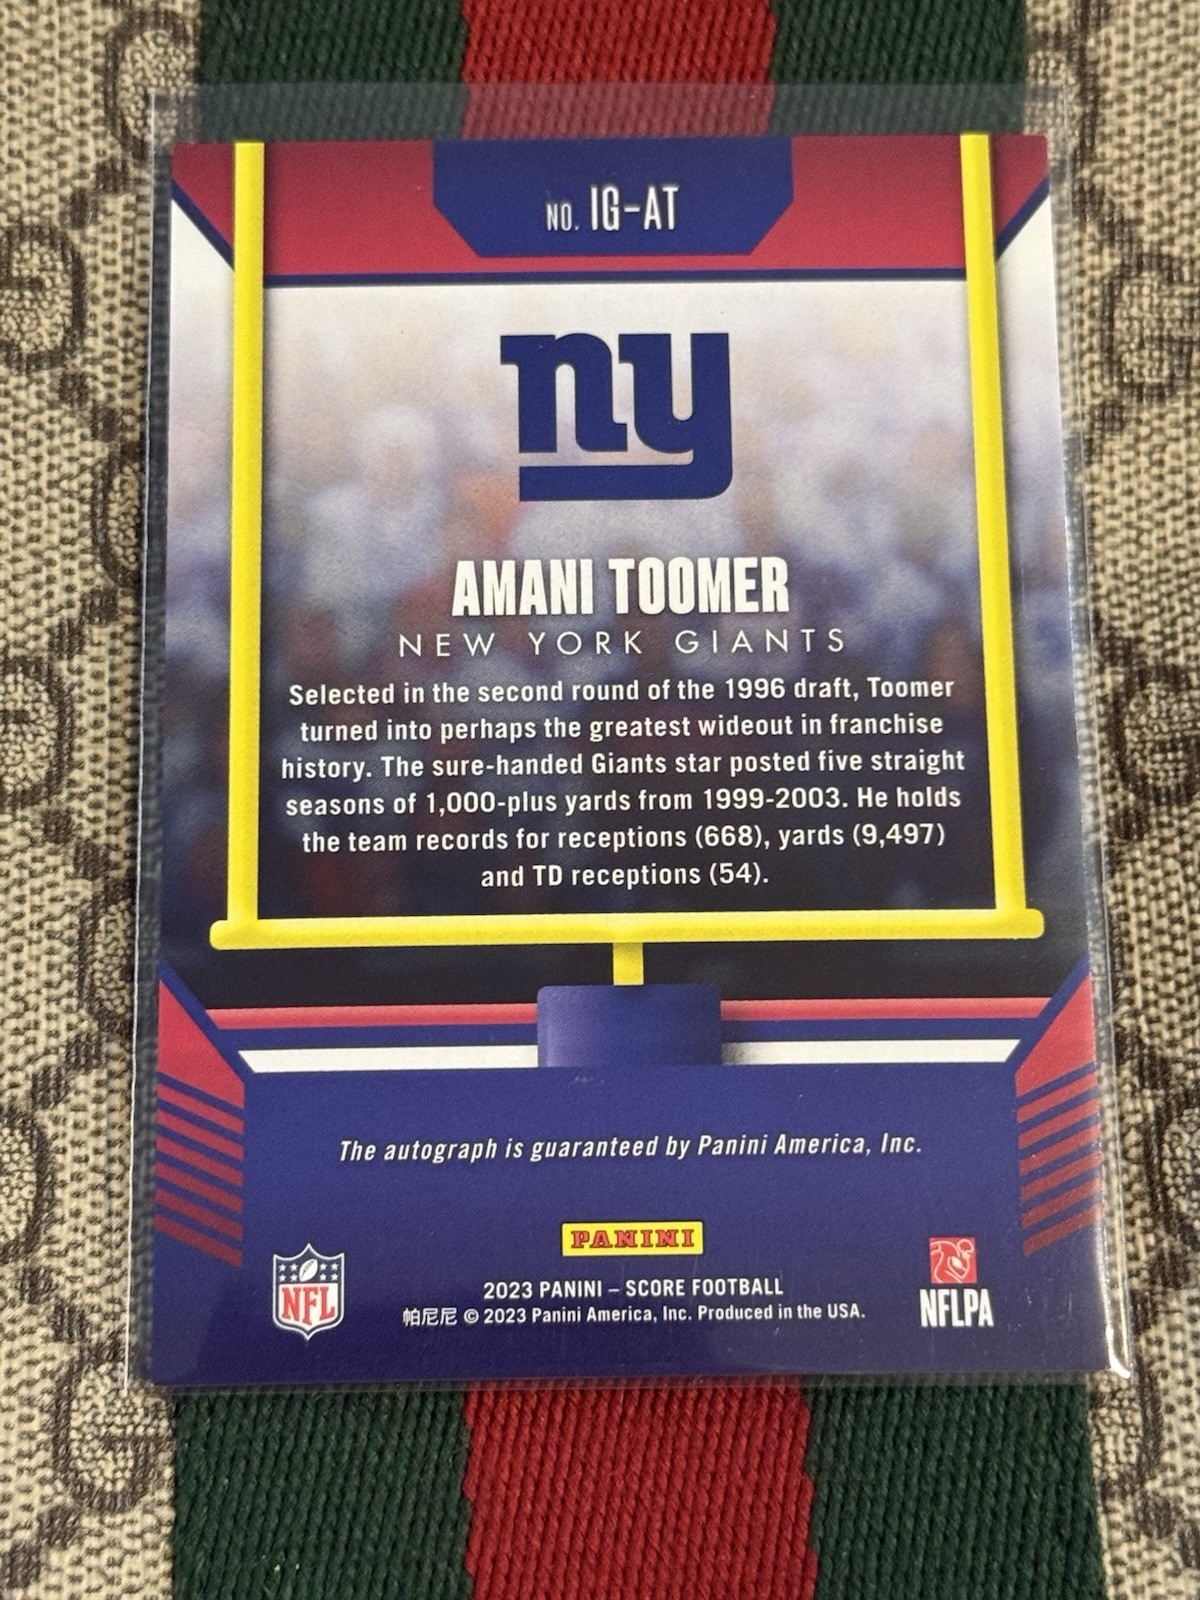 NO. IG-AT
ny
AMANI TOOMER
NEW YORK GIANTS
Selected in the second round of the 1996 draft, Toomer
turned into perhaps the greatest wideout in franchise
history. The sure-handed Giants star posted five straight
seasons of 1,000-plus yards from 1999-2003. He holds
the team records for receptions (668), yards (9,497)
and TD receptions (54).
The autograph is guaranteed by Panini America, Inc.
PANINI
NFL
2023 PANINI – SCORE FOOTBALL
帕尼尼 © 2023 Panini America, Inc. Produced in the USA.
NFLPA